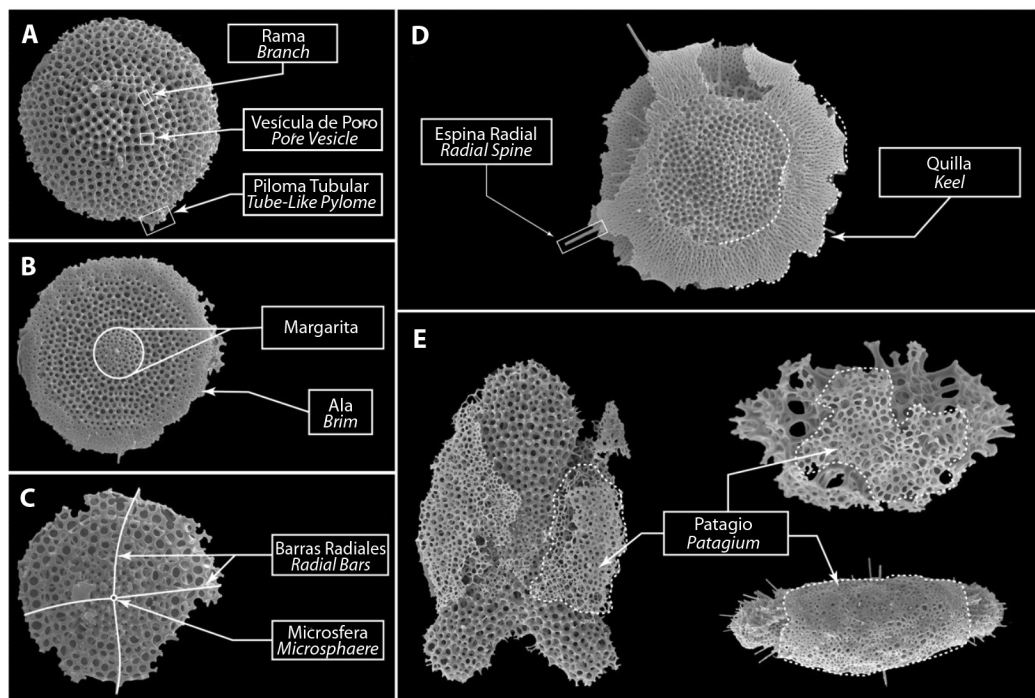 A
Rama
Branch
Vesícula de Poro
Pore Vesicle
Piloma Tubular
Tube-Like Pylome
B
Margarita
Ala
Brim
C
Barras Radiales
Radial Bars
Microsfera
Microsphaere
D
Espina Radial
Radial Spine
Quilla
Keel
E
Patagio
Patagium